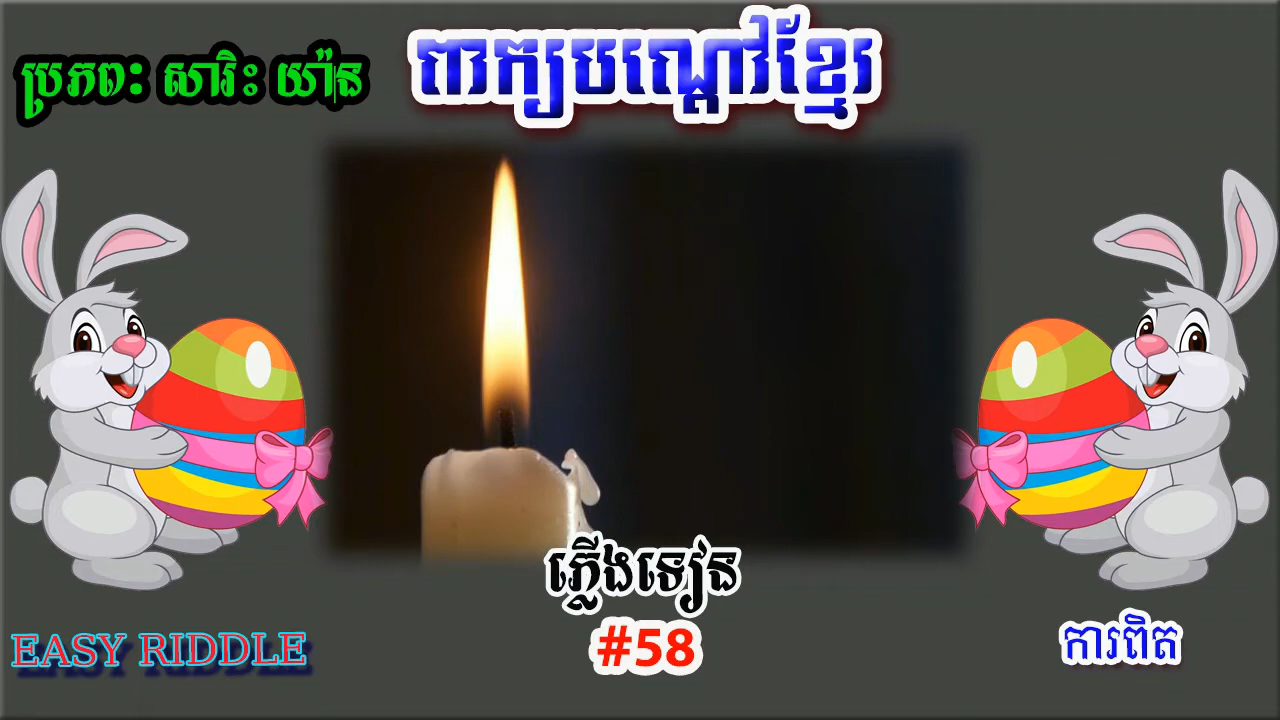 ប្រភពៈ សារិះ យ៉ាន
ពាក្យបណ្ដៅខ្មែរ
ភ្លើងទៀន
#58
EASY RIDDLE
ការពិត